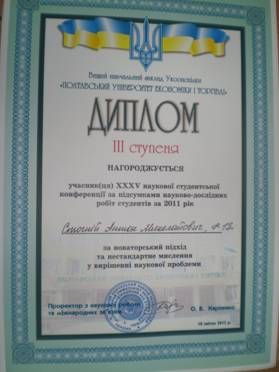 Вищий навчальний заклад Укоопспілки
«ПОЛТАВСЬКИЙ УНІВЕРСИТЕТ ЕКОНОМІКИ І ТОРГІВЛІ»
ДИПЛОМ
III ступеня
НАГОРОДЖУЄТЬСЯ
учасник(ця) XXXV наукової студентської
конференції за підсумками науково-дослідних
робіт студентів за 2011 рік
за новаторський підхід
та нестандартне мислення
у вирішенні наукової проблеми
Проректор з наукової роботи
та міжнародних зв'язків